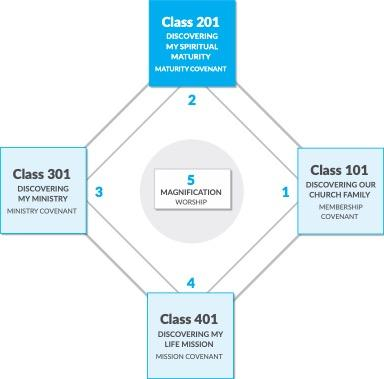 Class 201
DISCOVERING
MY SPIRITUAL
MATURITY
MATURITY COVENANT
2
Class 301
DISCOVERING
MY MINISTRY
MINISTRY COVENANT
3
5
MAGNIFICATION
WORSHIP
1
Class 101
DISCOVERING OUR
CHURCH FAMILY
MEMBERSHIP
COVENANT
4
Class 401
DISCOVERING MY
LIFE MISSION
MISSION COVENANT